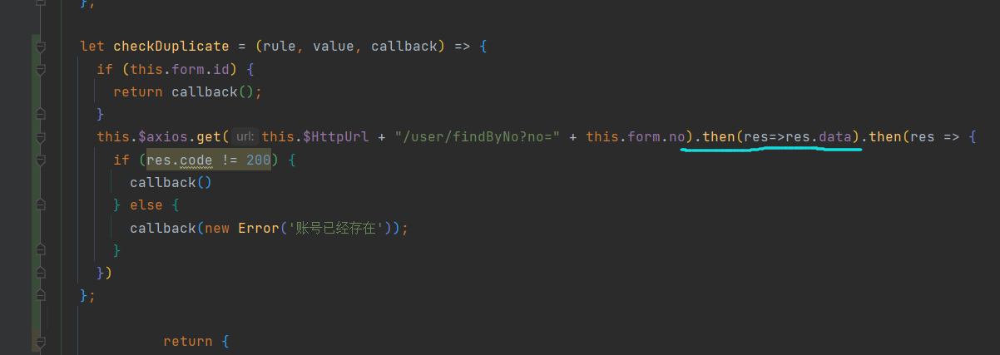 };
let checkDuplicate = (rule, value, callback) => {
if (this.form.id) {
return callback();
}
this.$axios.get( url: this.$HttpUrl + "/user/findByNo?no=" + this.form.no).then(res=>res.data).then(res => {
if (res.code != 200) {
callback()
} else {
callback(new Error('账号已经存在'));
}
})
};
return {